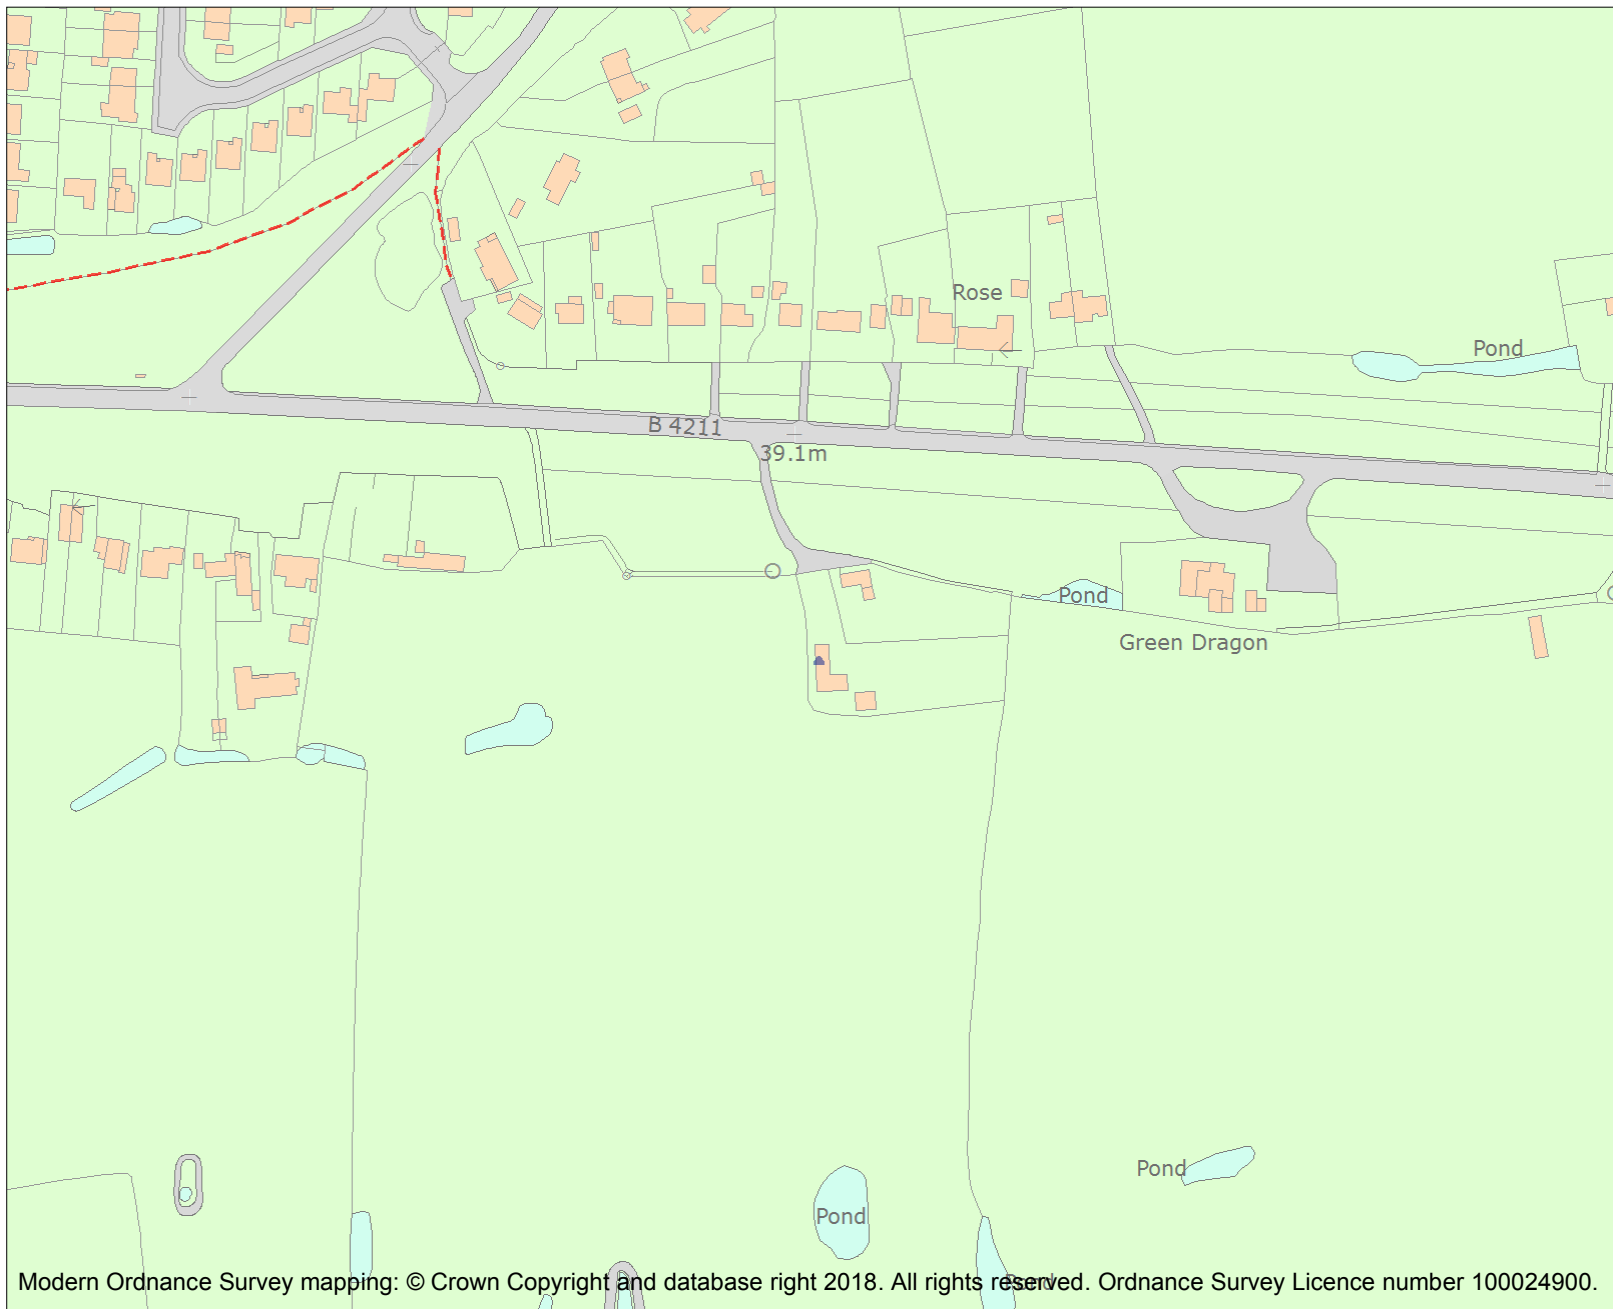 Rose
Pond
B 4211
39.1m
Pond
Green Dragon
Pond
Pond
Pond
Modern Ordnance Survey mapping: © Crown Copyright and database right 2018. All rights reserved. Ordnance Survey Licence number 100024900.